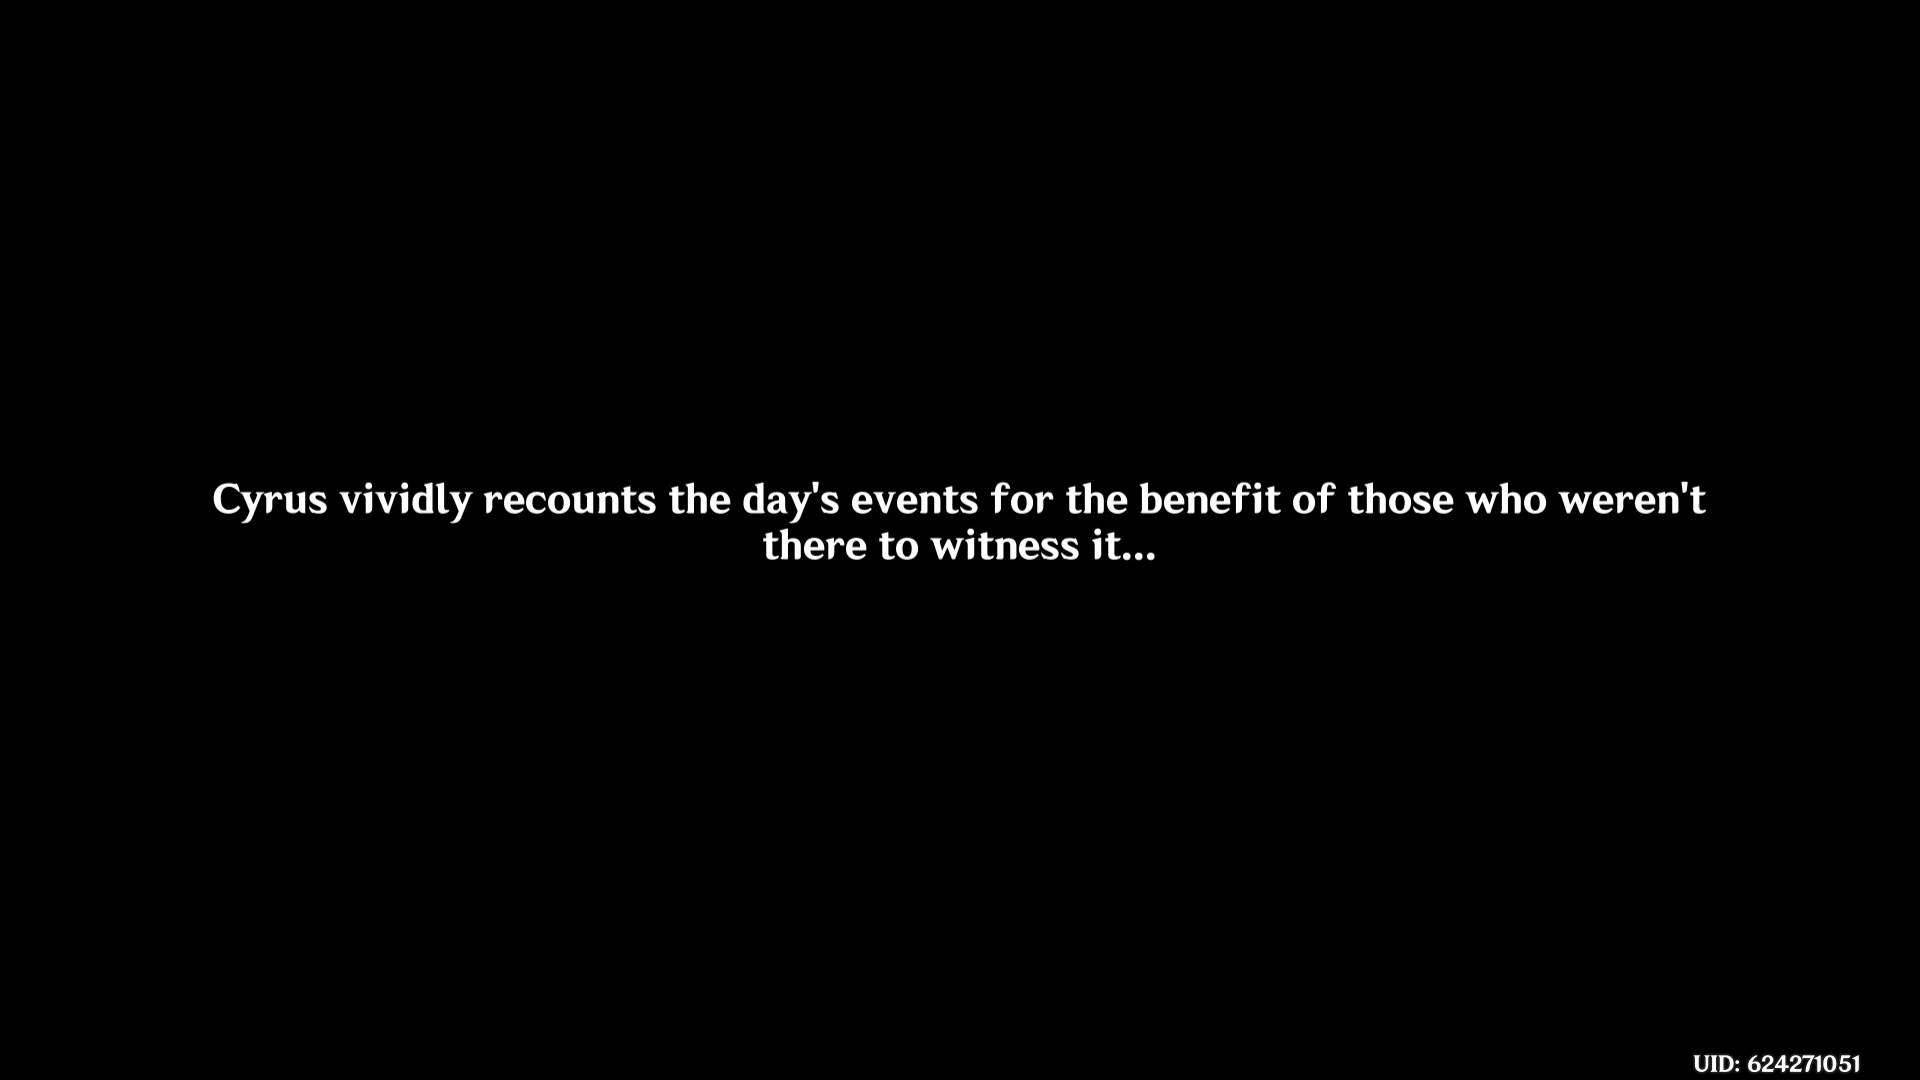 Cyrus vividly recounts the day's events for the benefit of those who weren't
there to witness it...
UID: 624271051